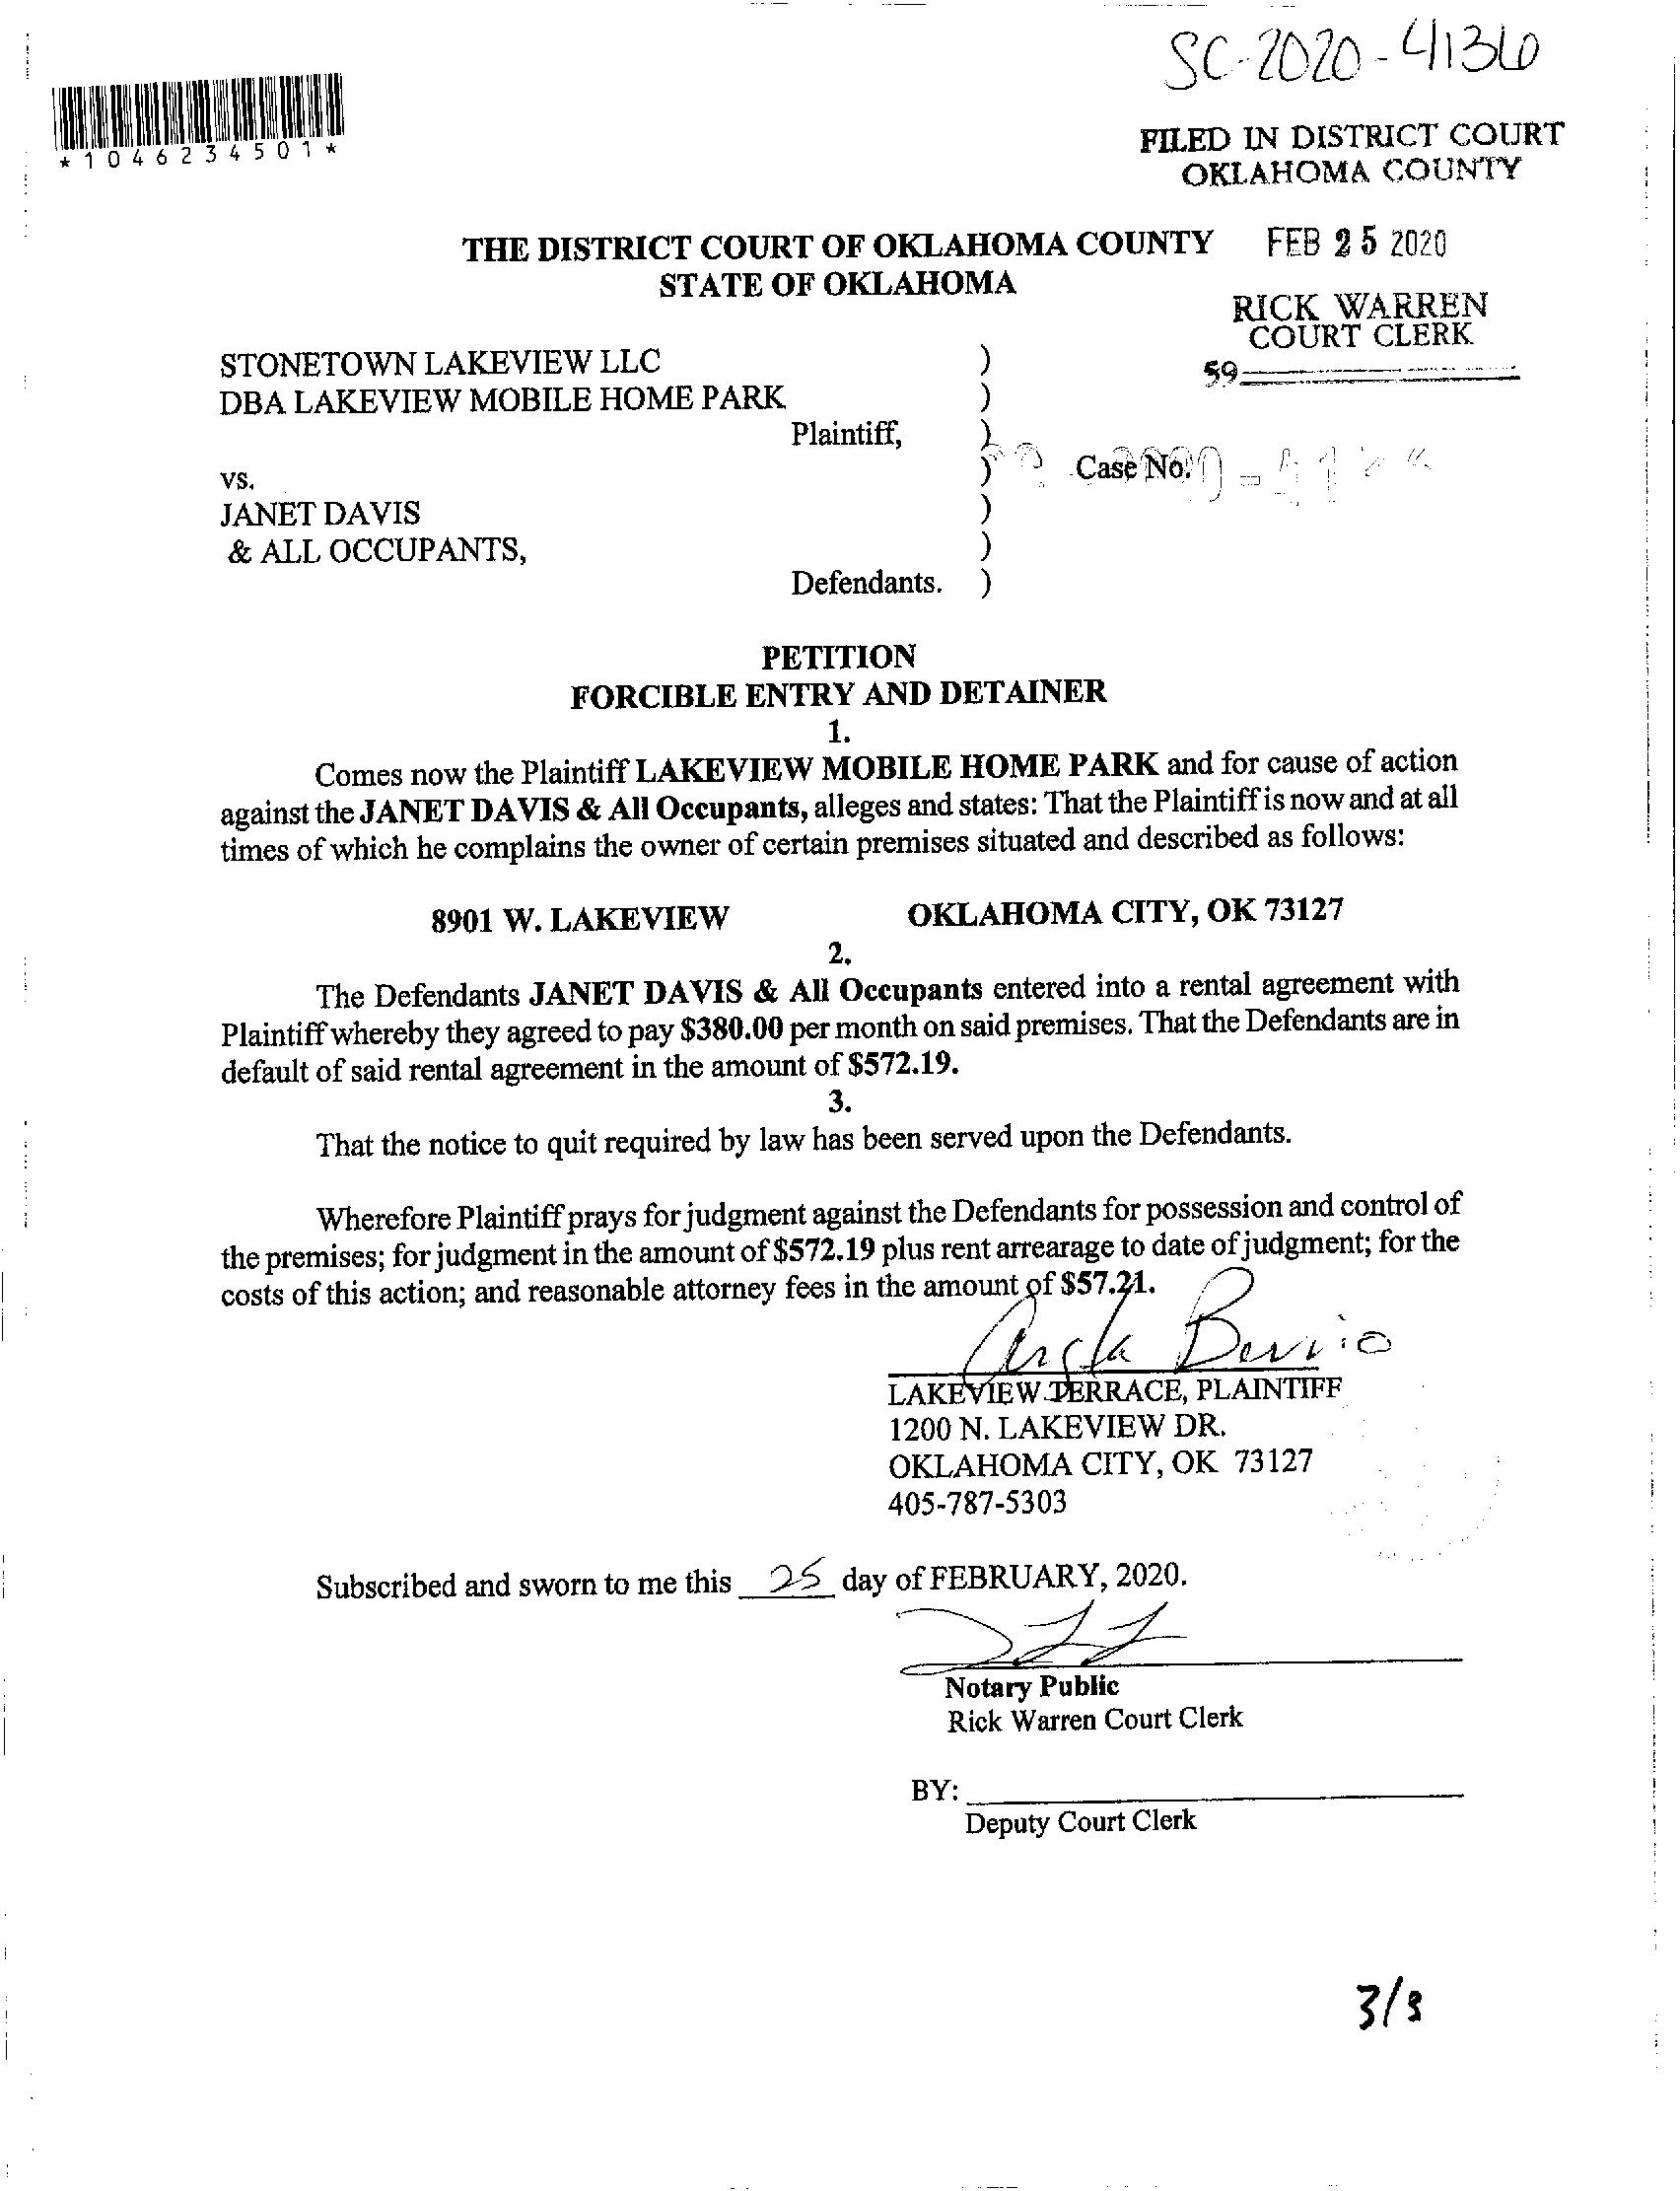 SC-2020-4136
*1046234501*
FILED IN DISTRICT COURT
OKLAHOMA COUNTY
THE DISTRICT COURT OF OKLAHOMA COUNTY
FEB 25 2020
STATE OF OKLAHOMA
RICK WARREN
COURT CLERK
59
STONETOWN LAKEVIEW LLC )
DBA LAKEVIEW MOBILE HOME PARK )
Plaintiff, )
) Case No.
vs.
JANET DAVIS )
& ALL OCCUPANTS, )
Defendants. )
PETITION
FORCIBLE ENTRY AND DETAINER
1.
Comes now the Plaintiff LAKEVIEW MOBILE HOME PARK and for cause of action
against the JANET DAVIS & All Occupants, alleges and states: That the Plaintiff is now and at all
times of which he complains the owner of certain premises situated and described as follows:
8901 W. LAKEVIEW OKLAHOMA CITY, OK 73127
2.
The Defendants JANET DAVIS & All Occupants entered into a rental agreement with
Plaintiff whereby they agreed to pay $380.00 per month on said premises. That the Defendants are in
default of said rental agreement in the amount of $572.19.
3.
That the notice to quit required by law has been served upon the Defendants.
Wherefore Plaintiff prays for judgment against the Defendants for possession and control of
the premises; for judgment in the amount of $572.19 plus rent arrearage to date of judgment; for the
costs of this action; and reasonable attorney fees in the amount of $57.21.
LAKEVIEW TERRACE, PLAINTIFF
1200 N. LAKEVIEW DR.
OKLAHOMA CITY, OK 73127
405-787-5303
Subscribed and sworn to me this 25 day of FEBRUARY, 2020.
Notary Public
Rick Warren Court Clerk
BY:
Deputy Court Clerk
3/3